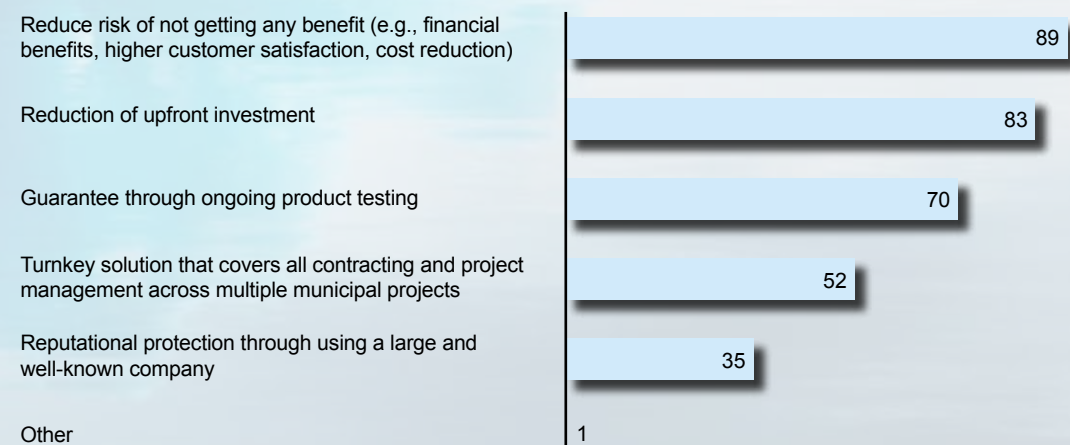 Reduce risk of not getting any benefit (e.g., financial
benefits, higher customer satisfaction, cost reduction)
89
Reduction of upfront investment
83
Guarantee through ongoing product testing
70
Turnkey solution that covers all contracting and project
management across multiple municipal projects
52
Reputational protection through using a large and
well-known company
35
Other
1